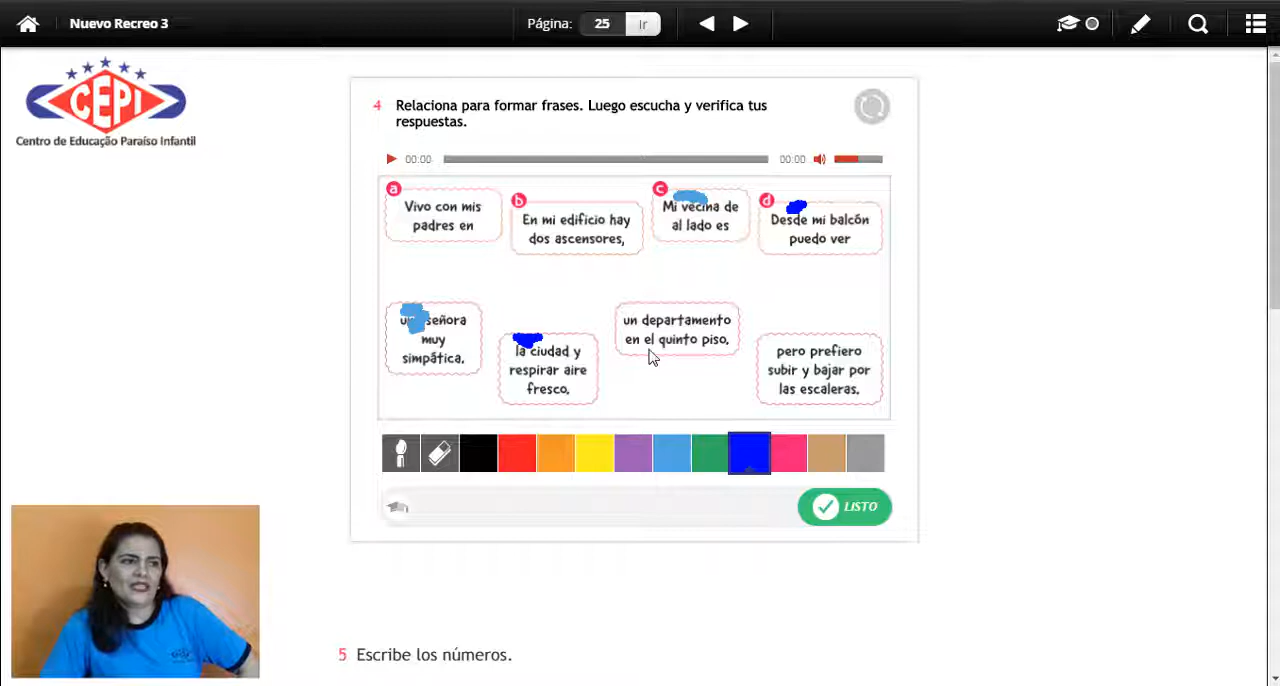 Nuevo Recreo 3
Página: 25 Ir
CEPI
Centro de Educação Paraíso Infantil
4 Relaciona para formar frases. Luego escucha y verifica tus
respuestas.
00:00 00:00
a
Vivo con mis
padres en
b
En mi edificio hay
dos ascensores,
c
Mi vecina de
al lado es
d
Desde mi balcón
puedo ver
señora
muy
simpática.
la ciudad y
respirar aire
fresco.
un departamento
en el quinto piso.
pero prefiero
subir y bajar por
las escaleras.
LISTO
5 Escribe los números.